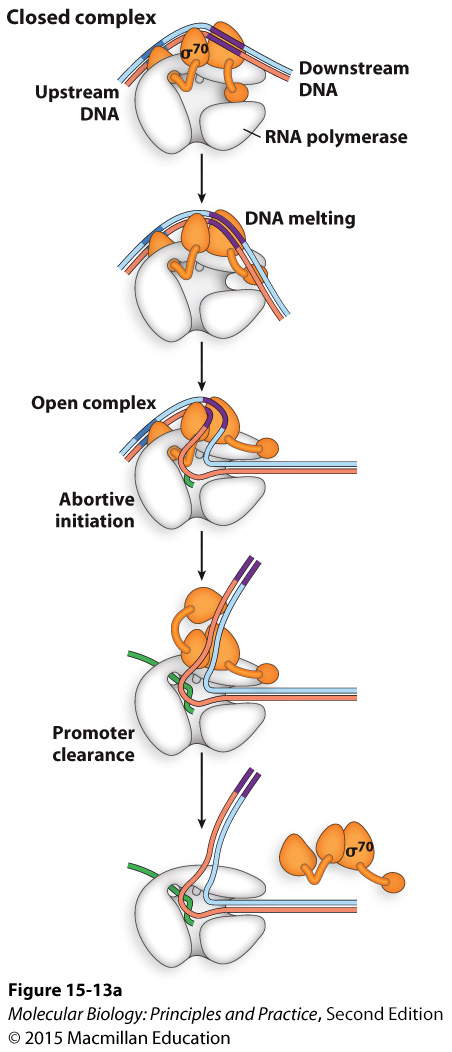 Closed complex
σ70
Upstream
DNA
Downstream
DNA
RNA polymerase
DNA melting
Open complex
Abortive
initiation
Promoter
clearance
σ70
Figure 15-13a
Molecular Biology: Principles and Practice, Second Edition
© 2015 Macmillan Education